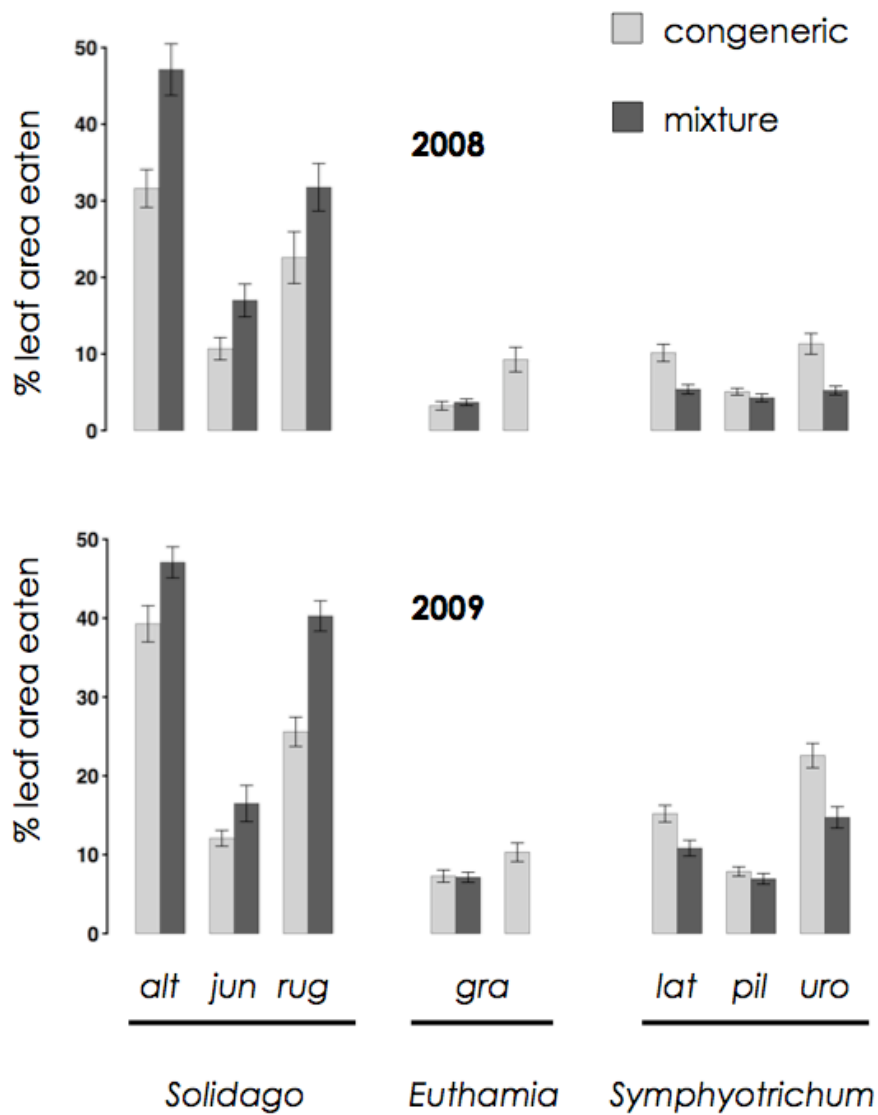 congeneric
mixture
2008
% leaf area eaten
50
40
30
20
10
0
2009
% leaf area eaten
50
40
30
20
10
0
alt jun rug gra lat pil uro
Solidago Euthamia Symphyotrichum